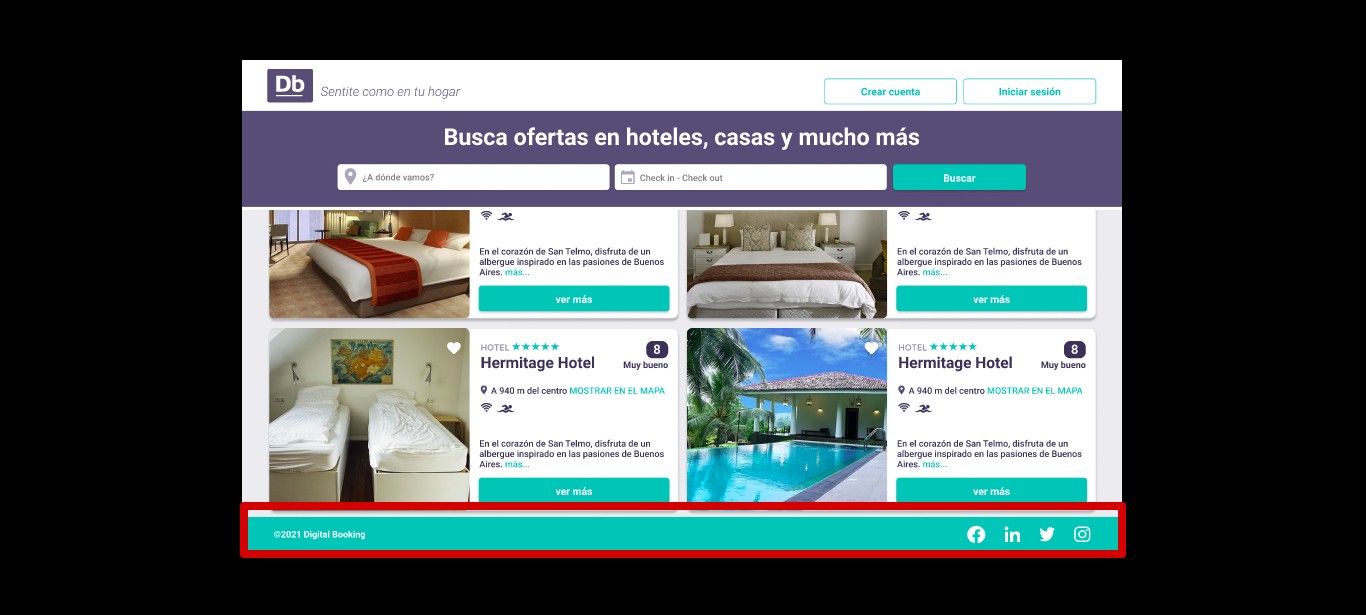 Db
Sentite como en tu hogar
Crear cuenta
Iniciar sesión
Busca ofertas en hoteles, casas y mucho más
¿A dónde vamos?
Check in - Check out
Buscar
En el corazón de San Telmo, disfruta de un
albergue inspirado en las pasiones de Buenos
Aires. más...
ver más
En el corazón de San Telmo, disfruta de un
albergue inspirado en las pasiones de Buenos
Aires. más...
ver más
HOTEL
8
Hermitage Hotel
Muy bueno
A 940 m del centro MOSTRAR EN EL MAPA
En el corazón de San Telmo, disfruta de un
albergue inspirado en las pasiones de Buenos
Aires. más...
ver más
HOTEL
8
Hermitage Hotel
Muy bueno
A 940 m del centro MOSTRAR EN EL MAPA
En el corazón de San Telmo, disfruta de un
albergue inspirado en las pasiones de Buenos
Aires. más...
ver más
©2021 Digital Booking